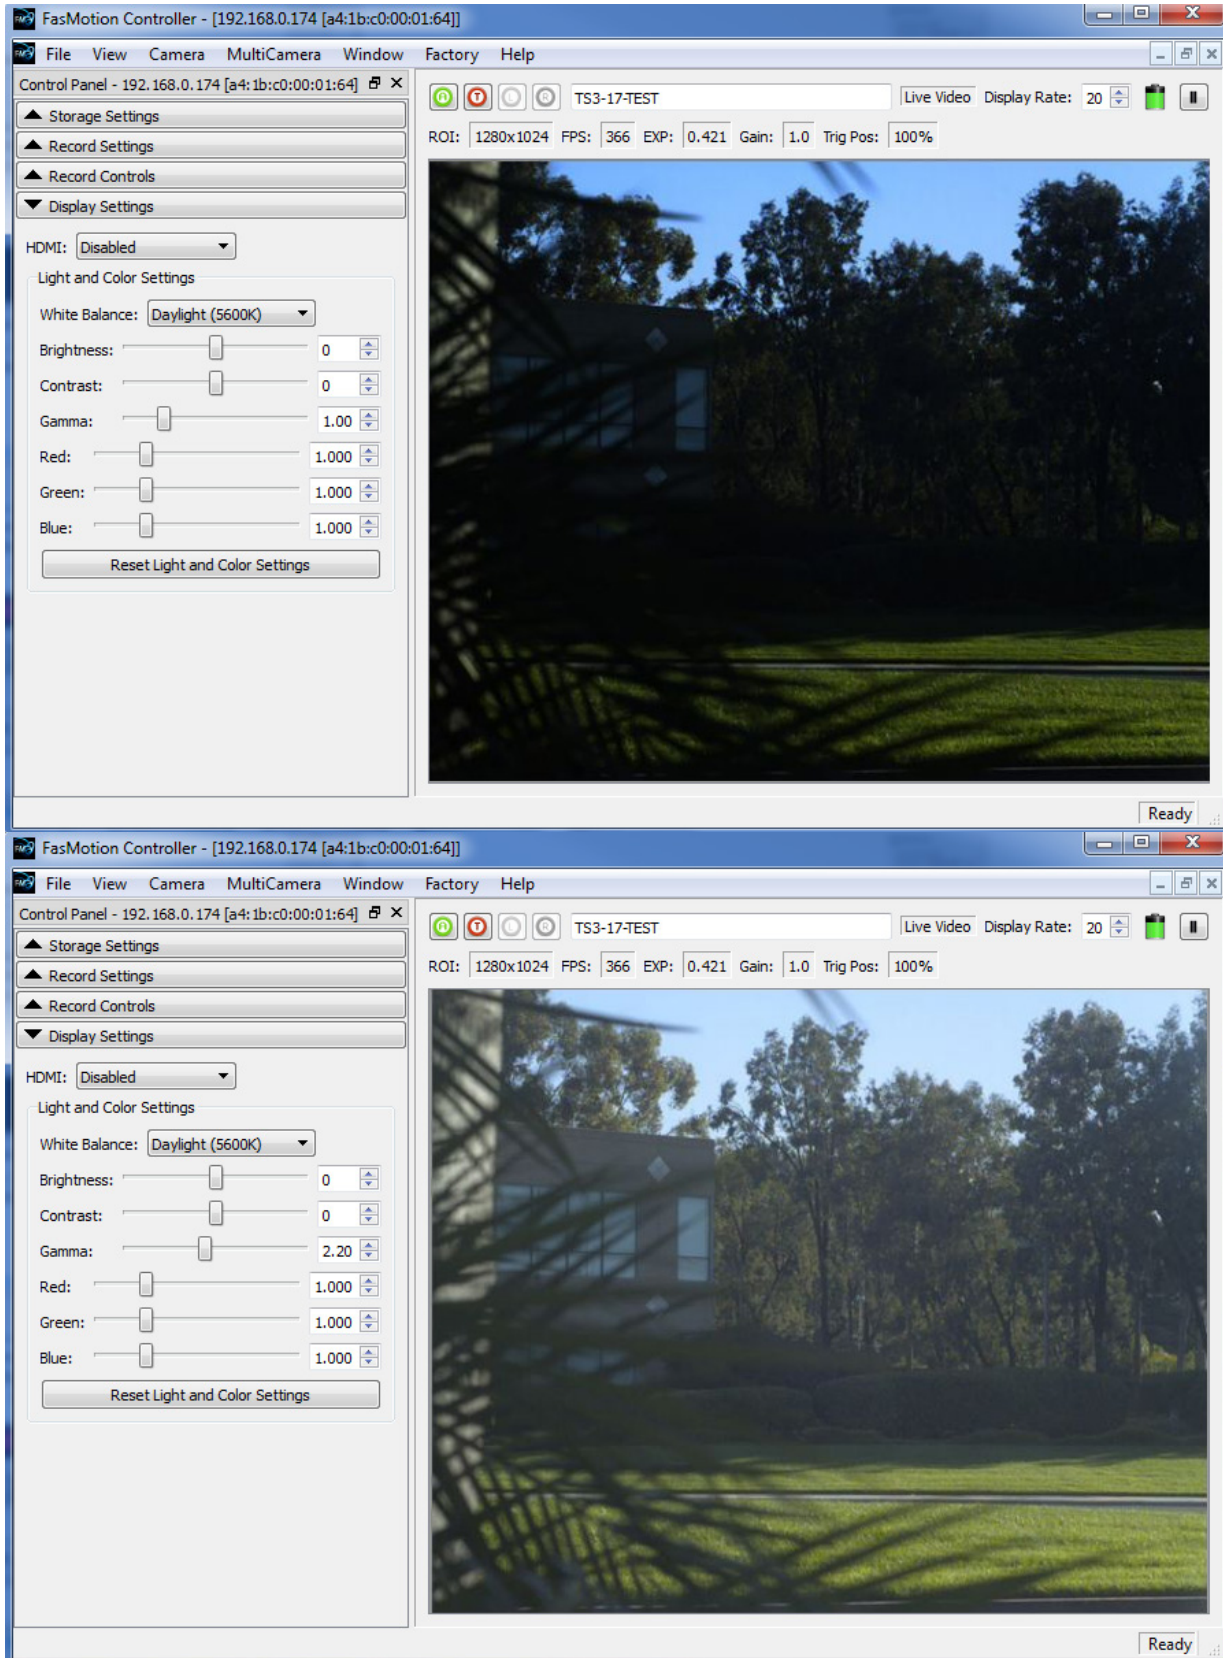 FasMotion Controller - [192.168.0.174 [a4:1b:c0:00:01:64]]
File View Camera MultiCamera Window Factory Help
Control Panel - 192.168.0.174 [a4:1b:c0:00:01:64]
TS3-17-TEST Live Video Display Rate: 20
Storage Settings
ROI: 1280x1024 FPS: 366 EXP: 0.421 Gain: 1.0 Trig Pos: 100%
Record Settings
Record Controls
Display Settings
HDMI: Disabled
Light and Color Settings
White Balance: Daylight (5600K)
Brightness: 0
Contrast: 0
Gamma: 1.00
Red: 1.000
Green: 1.000
Blue: 1.000
Reset Light and Color Settings
Ready
FasMotion Controller - [192.168.0.174 [a4:1b:c0:00:01:64]]
File View Camera MultiCamera Window Factory Help
Control Panel - 192.168.0.174 [a4:1b:c0:00:01:64]
TS3-17-TEST Live Video Display Rate: 20
Storage Settings
ROI: 1280x1024 FPS: 366 EXP: 0.421 Gain: 1.0 Trig Pos: 100%
Record Settings
Record Controls
Display Settings
HDMI: Disabled
Light and Color Settings
White Balance: Daylight (5600K)
Brightness: 0
Contrast: 0
Gamma: 2.20
Red: 1.000
Green: 1.000
Blue: 1.000
Reset Light and Color Settings
Ready